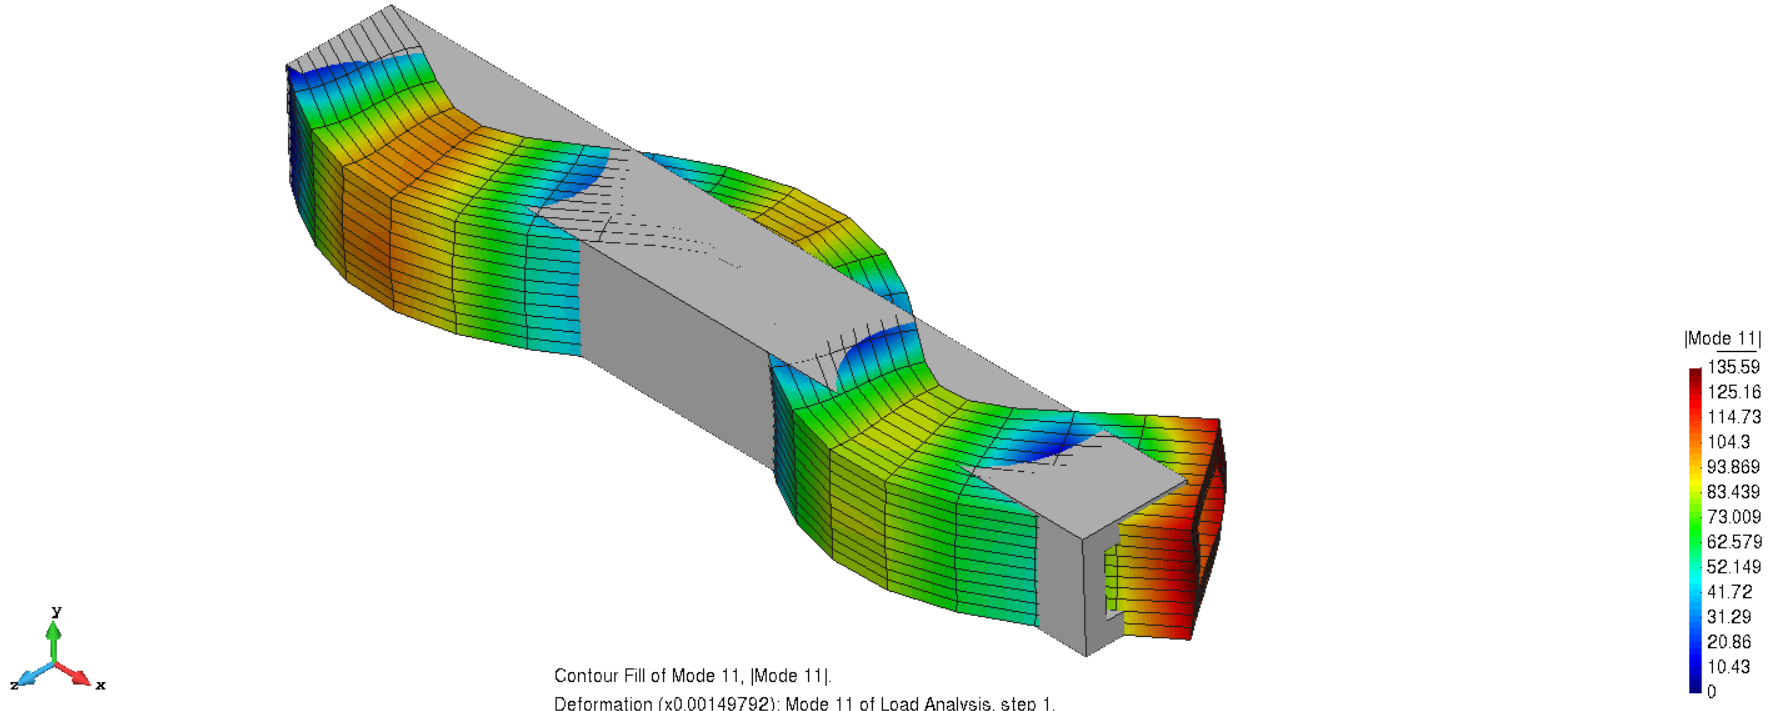 |Mode 11|
135.59
125.16
114.73
104.3
93.869
83.439
73.009
62.579
52.149
41.72
31.29
20.86
10.43
0
y
z
x
Contour Fill of Mode 11, |Mode 11|.
Deformation (x0.00149792): Mode 11 of Load Analysis, step 1.